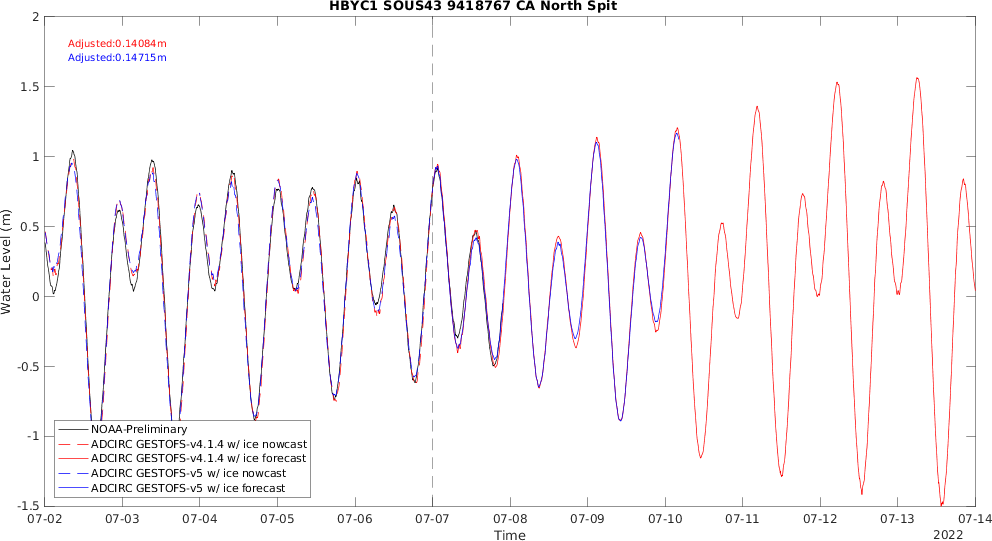 HBYC1 SOUS43 9418767 CA North Spit
Adjusted:0.14084m
Adjusted:0.14715m
Water Level (m)
2
1.5
1
0.5
0
-0.5
-1
-1.5
NOAA-Preliminary
ADCIRC GESTOFS-v4.1.4 w/ ice nowcast
ADCIRC GESTOFS-v4.1.4 w/ ice forecast
ADCIRC GESTOFS-v5 w/ ice nowcast
ADCIRC GESTOFS-v5 w/ ice forecast
07-02 07-03 07-04 07-05 07-06 07-07 07-08 07-09 07-10 07-11 07-12 07-13 07-14
Time
2022